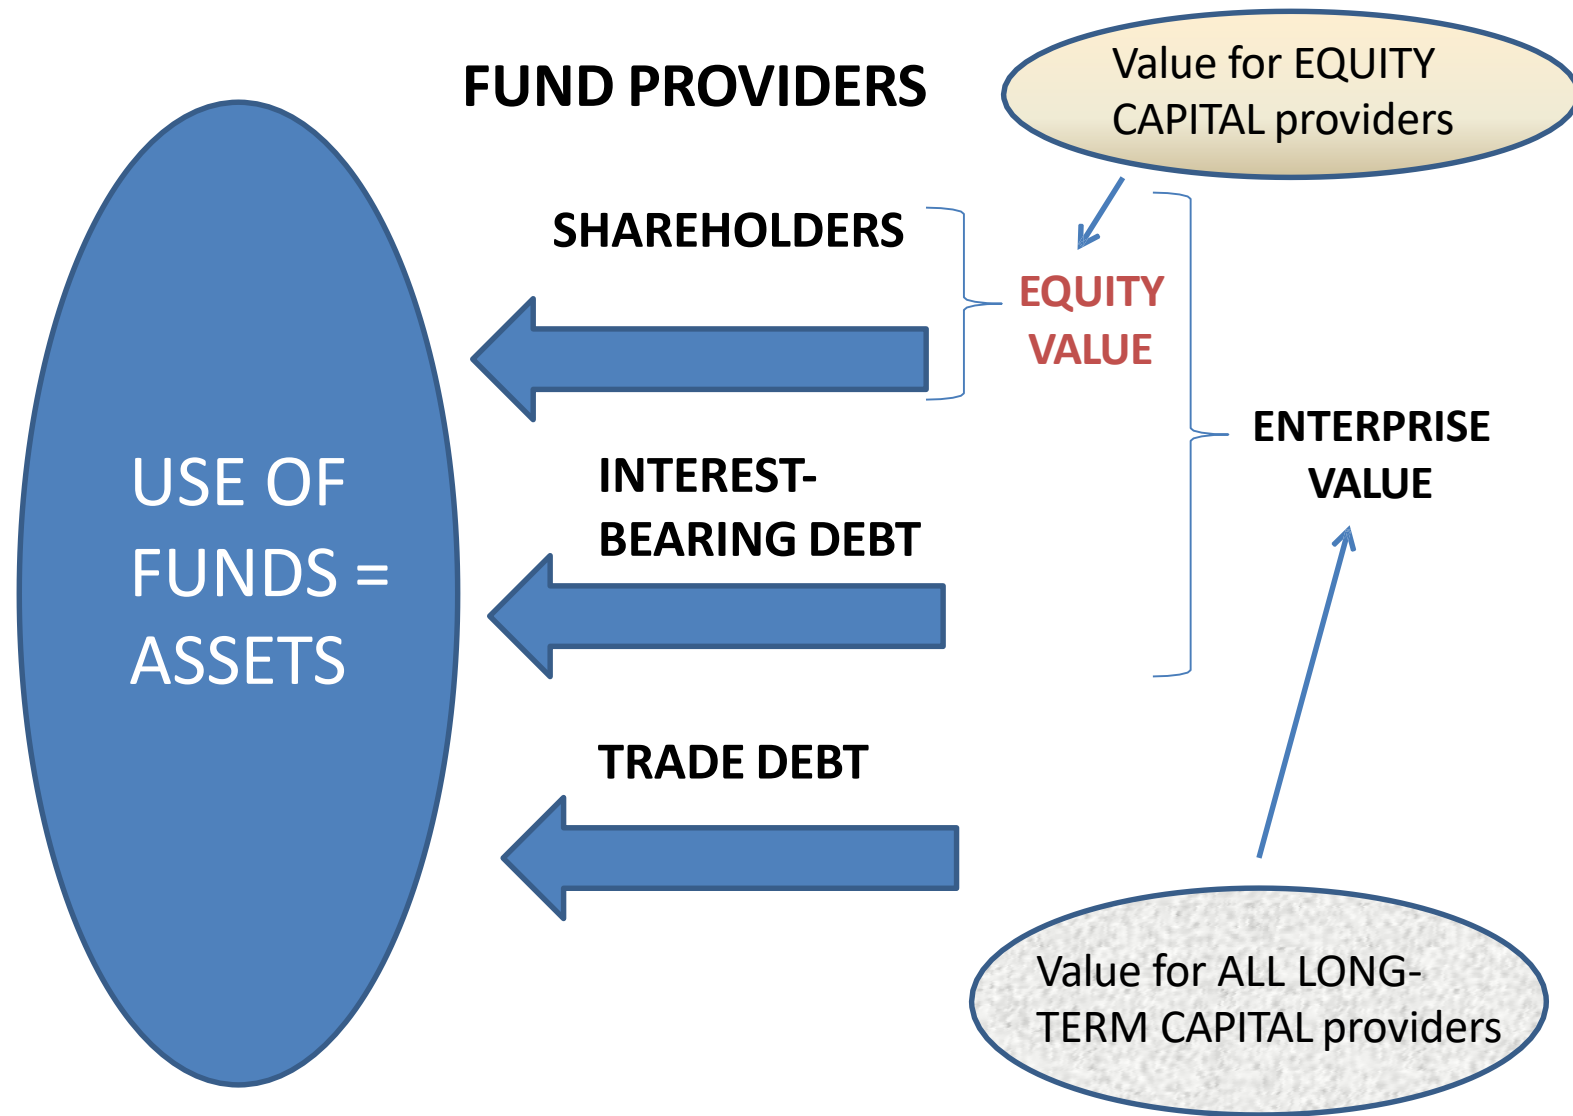 FUND PROVIDERS
Value for EQUITY
CAPITAL providers
SHAREHOLDERS
EQUITY
VALUE
ENTERPRISE
VALUE
USE OF
FUNDS =
ASSETS
INTEREST-
BEARING DEBT
TRADE DEBT
Value for ALL LONG-
TERM CAPITAL providers